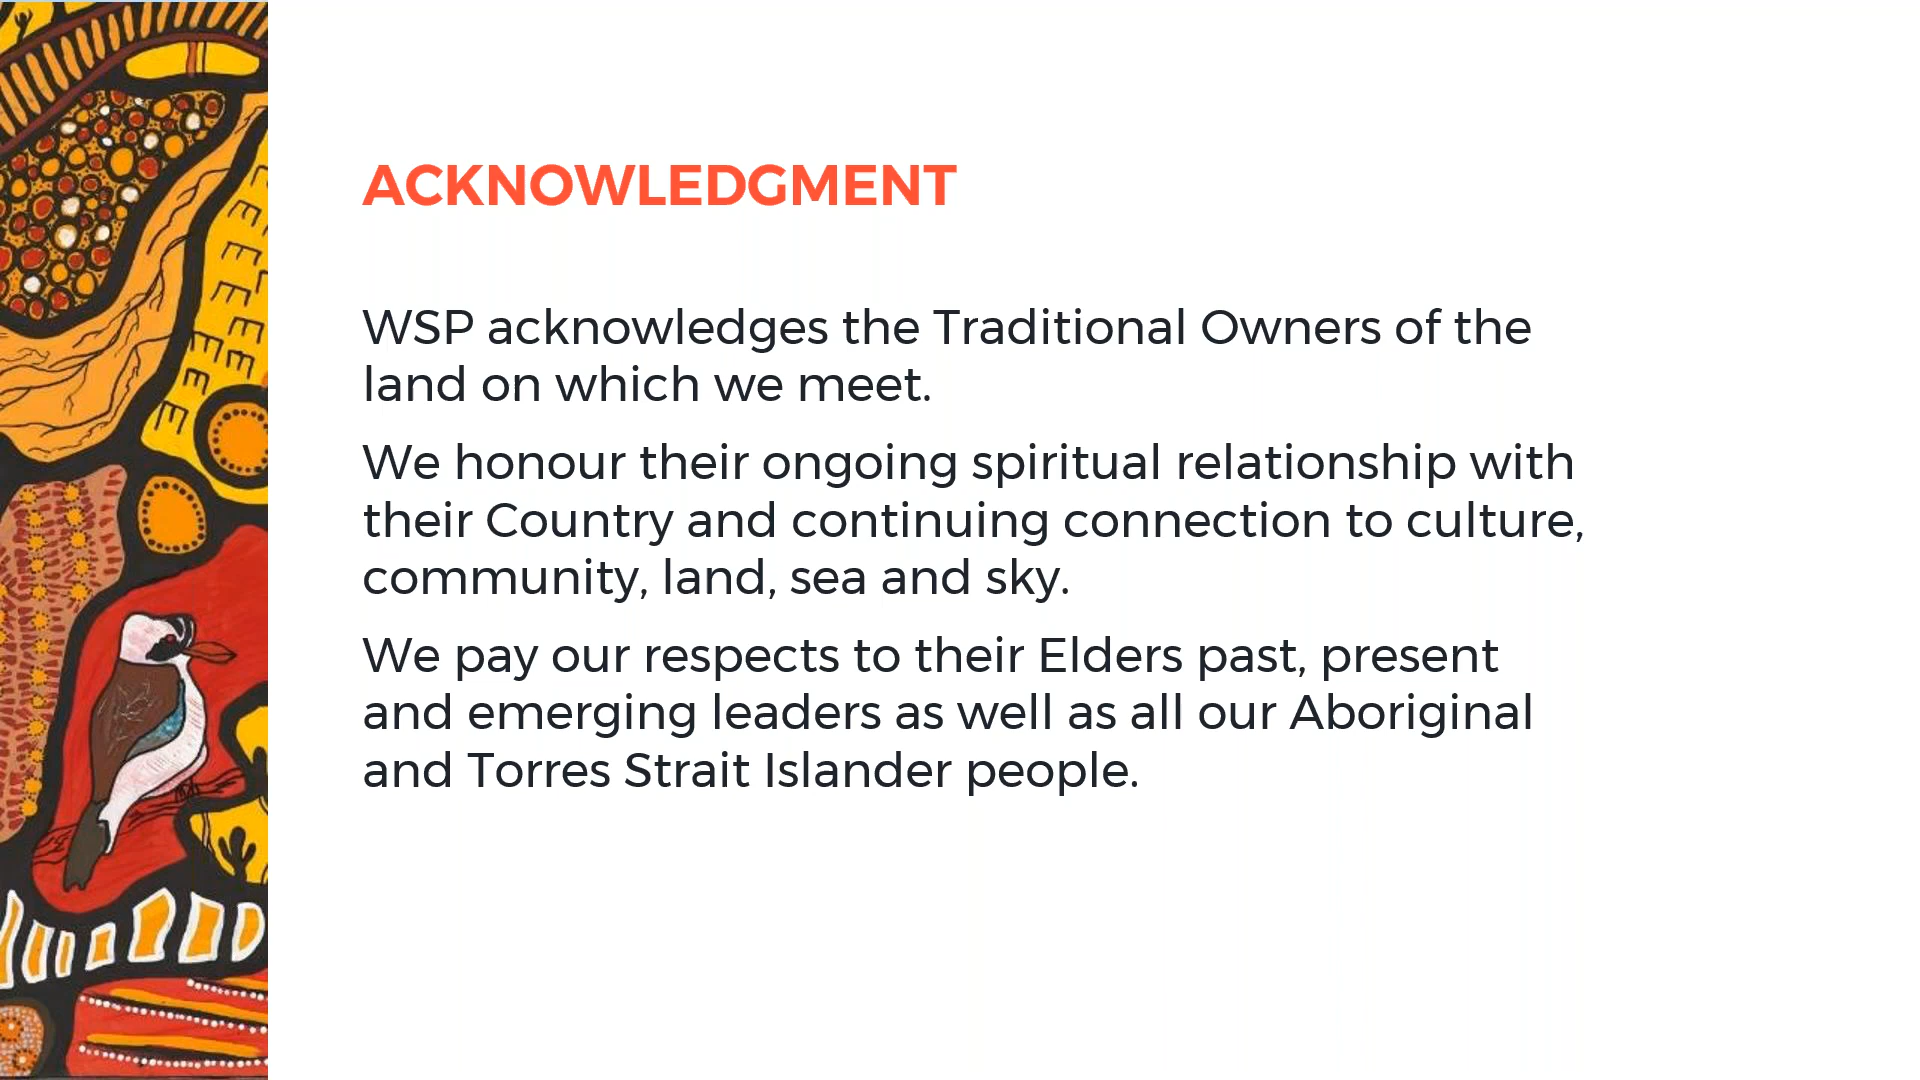 ACKNOWLEDGMENT
WSP acknowledges the Traditional Owners of the
land on which we meet.
We honour their ongoing spiritual relationship with
their Country and continuing connection to culture,
community, land, sea and sky.
We pay our respects to their Elders past, present
and emerging leaders as well as all our Aboriginal
and Torres Strait Islander people.